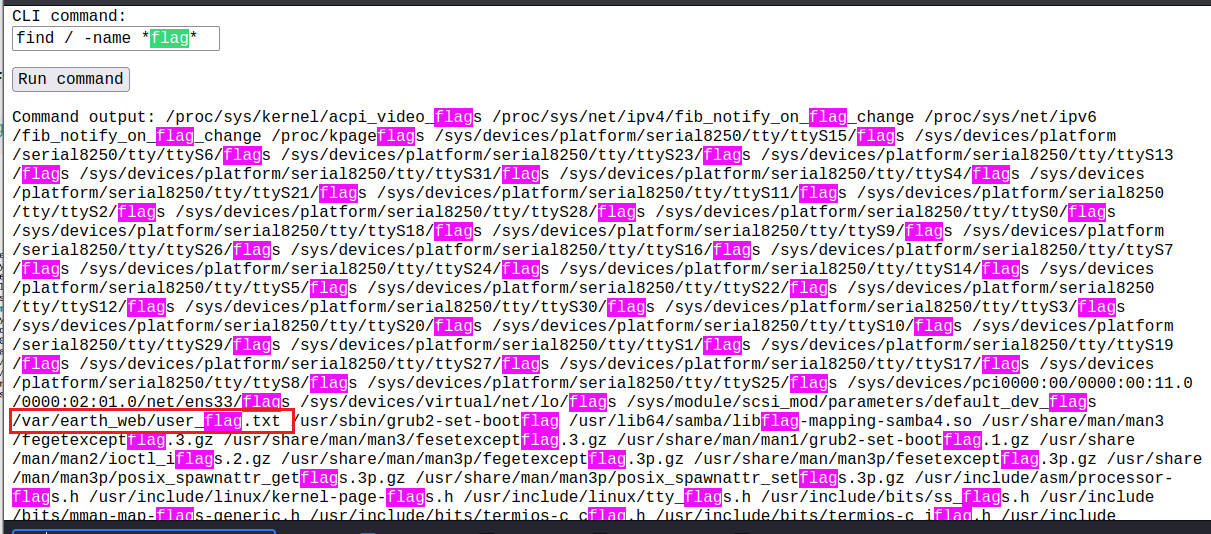 CLI command:
find / -name *flag*
Run command
Command output: /proc/sys/kernel/acpi_video_flags /proc/sys/net/ipv4/fib_notify_on_flag_change /proc/sys/net/ipv6
/fib_notify_on_flag_change /proc/kpageflags /sys/devices/platform/serial8250/tty/ttyS15/flags /sys/devices/platform
/serial8250/tty/ttyS6/flags /sys/devices/platform/serial8250/tty/ttyS23/flags /sys/devices/platform/serial8250/tty/ttyS13
/flags /sys/devices/platform/serial8250/tty/ttyS31/flags /sys/devices/platform/serial8250/tty/ttyS4/flags /sys/devices
/platform/serial8250/tty/ttyS21/flags /sys/devices/platform/serial8250/tty/ttyS11/flags /sys/devices/platform/serial8250
/tty/ttyS2/flags /sys/devices/platform/serial8250/tty/ttyS28/flags /sys/devices/platform/serial8250/tty/ttyS0/flags
/sys/devices/platform/serial8250/tty/ttyS18/flags /sys/devices/platform/serial8250/tty/ttyS9/flags /sys/devices/platform
/serial8250/tty/ttyS26/flags /sys/devices/platform/serial8250/tty/ttyS16/flags /sys/devices/platform/serial8250/tty/ttyS7
/flags /sys/devices/platform/serial8250/tty/ttyS24/flags /sys/devices/platform/serial8250/tty/ttyS14/flags /sys/devices
/platform/serial8250/tty/ttyS5/flags /sys/devices/platform/serial8250/tty/ttyS22/flags /sys/devices/platform/serial8250
/tty/ttyS12/flags /sys/devices/platform/serial8250/tty/ttyS30/flags /sys/devices/platform/serial8250/tty/ttyS3/flags
/sys/devices/platform/serial8250/tty/ttyS20/flags /sys/devices/platform/serial8250/tty/ttyS10/flags /sys/devices/platform
/serial8250/tty/ttyS29/flags /sys/devices/platform/serial8250/tty/ttyS1/flags /sys/devices/platform/serial8250/tty/ttyS19
/flags /sys/devices/platform/serial8250/tty/ttyS27/flags /sys/devices/platform/serial8250/tty/ttyS17/flags /sys/devices
/platform/serial8250/tty/ttyS8/flags /sys/devices/platform/serial8250/tty/ttyS25/flags /sys/devices/pci0000:00/0000:00:11.0
/0000:02:01.0/net/ens33/flags /sys/devices/virtual/net/lo/flags /sys/module/scsi_mod/parameters/default_dev_flags
/var/earth_web/user_flag.txt /usr/sbin/grub2-set-bootflag /usr/lib64/samba/libflag-mapping-samba4.so /usr/share/man/man3
/fegetexceptflag.3.gz /usr/share/man/man3/fesetexceptflag.3.gz /usr/share/man/man1/grub2-set-bootflag.1.gz /usr/share
/man/man2/ioctl_iflags.2.gz /usr/share/man/man3p/fegetexceptflag.3p.gz /usr/share/man/man3p/fesetexceptflag.3p.gz /usr/share
/man/man3p/posix_spawnattr_getflags.3p.gz /usr/share/man/man3p/posix_spawnattr_setflags.3p.gz /usr/include/asm/processor-
flags.h /usr/include/linux/kernel-page-flags.h /usr/include/linux/tty_flags.h /usr/include/bits/ss_flags.h /usr/include
/bits/mman-map-flags-generic.h /usr/include/bits/termios-c_cflag.h /usr/include/bits/termios-c_iflag.h /usr/include